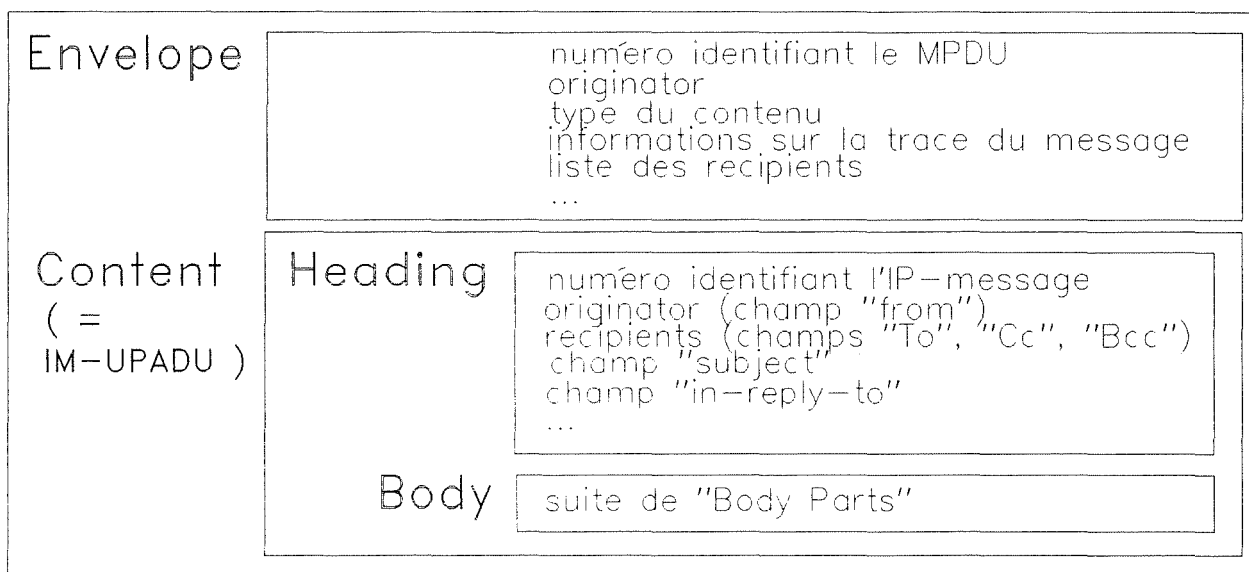 Envelope
numéro identifiant le MPDU
originator
type du contenu
informations sur la trace du message
liste des recipients
...
Content
( =
IM-UPADU )
Heading
numéro identifiant l'IP-message
originator (champ "from")
recipients (champs "To", "Cc", "Bcc")
champ "subject"
champ "in-reply-to"
...
Body
suite de "Body Parts"